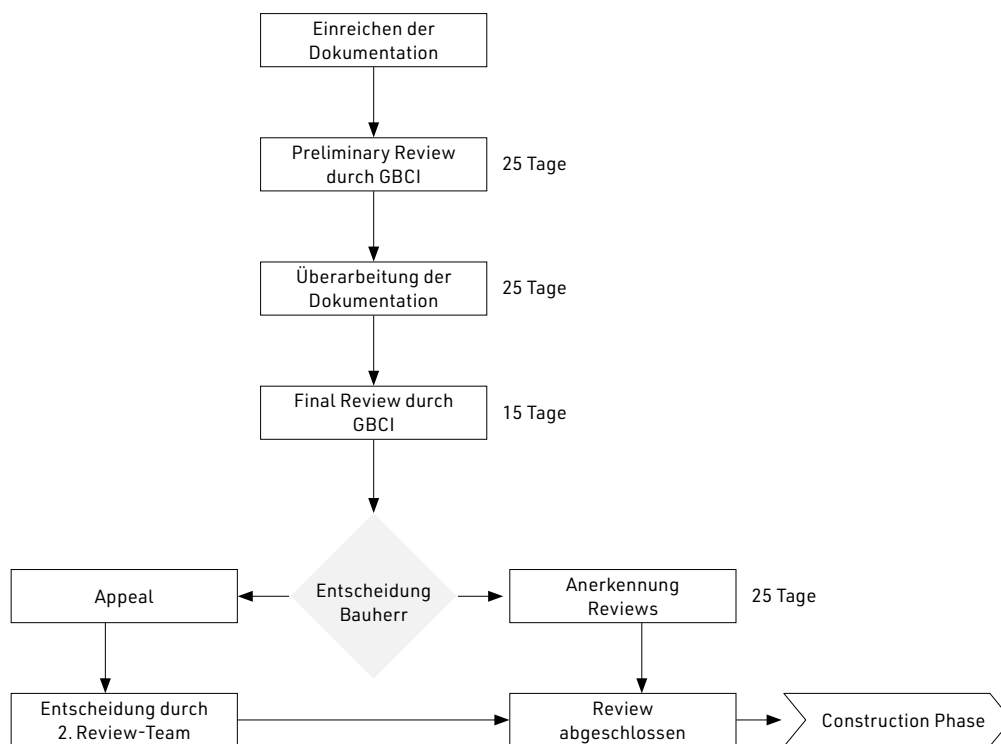 Einreichen der
Dokumentation
Preliminary Review
durch GBCI
25 Tage
Überarbeitung der
Dokumentation
25 Tage
Final Review durch
GBCI
15 Tage
Entscheidung
Bauherr
Appeal
Anerkennung
Reviews
25 Tage
Entscheidung durch
2. Review-Team
Review
abgeschlossen
Construction Phase